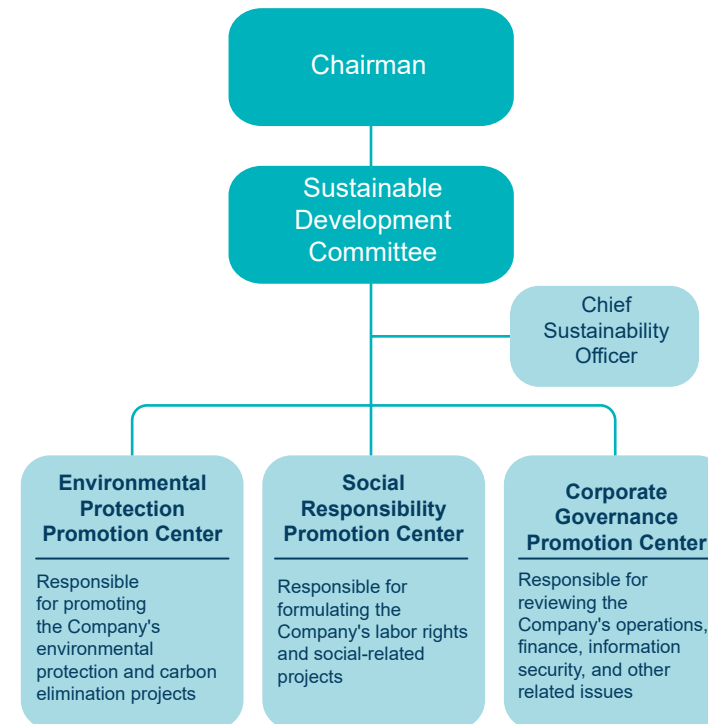 Chairman
Sustainable
Development
Committee
Chief
Sustainability
Officer
Environmental
Protection
Promotion Center
Responsible
for promoting
the Company's
environmental
protection and carbon
elimination projects
Social
Responsibility
Promotion Center
Responsible for
formulating the
Company's labor rights
and social-related
projects
Corporate
Governance
Promotion Center
Responsible for
reviewing the
Company's operations,
finance, information
security, and other
related issues